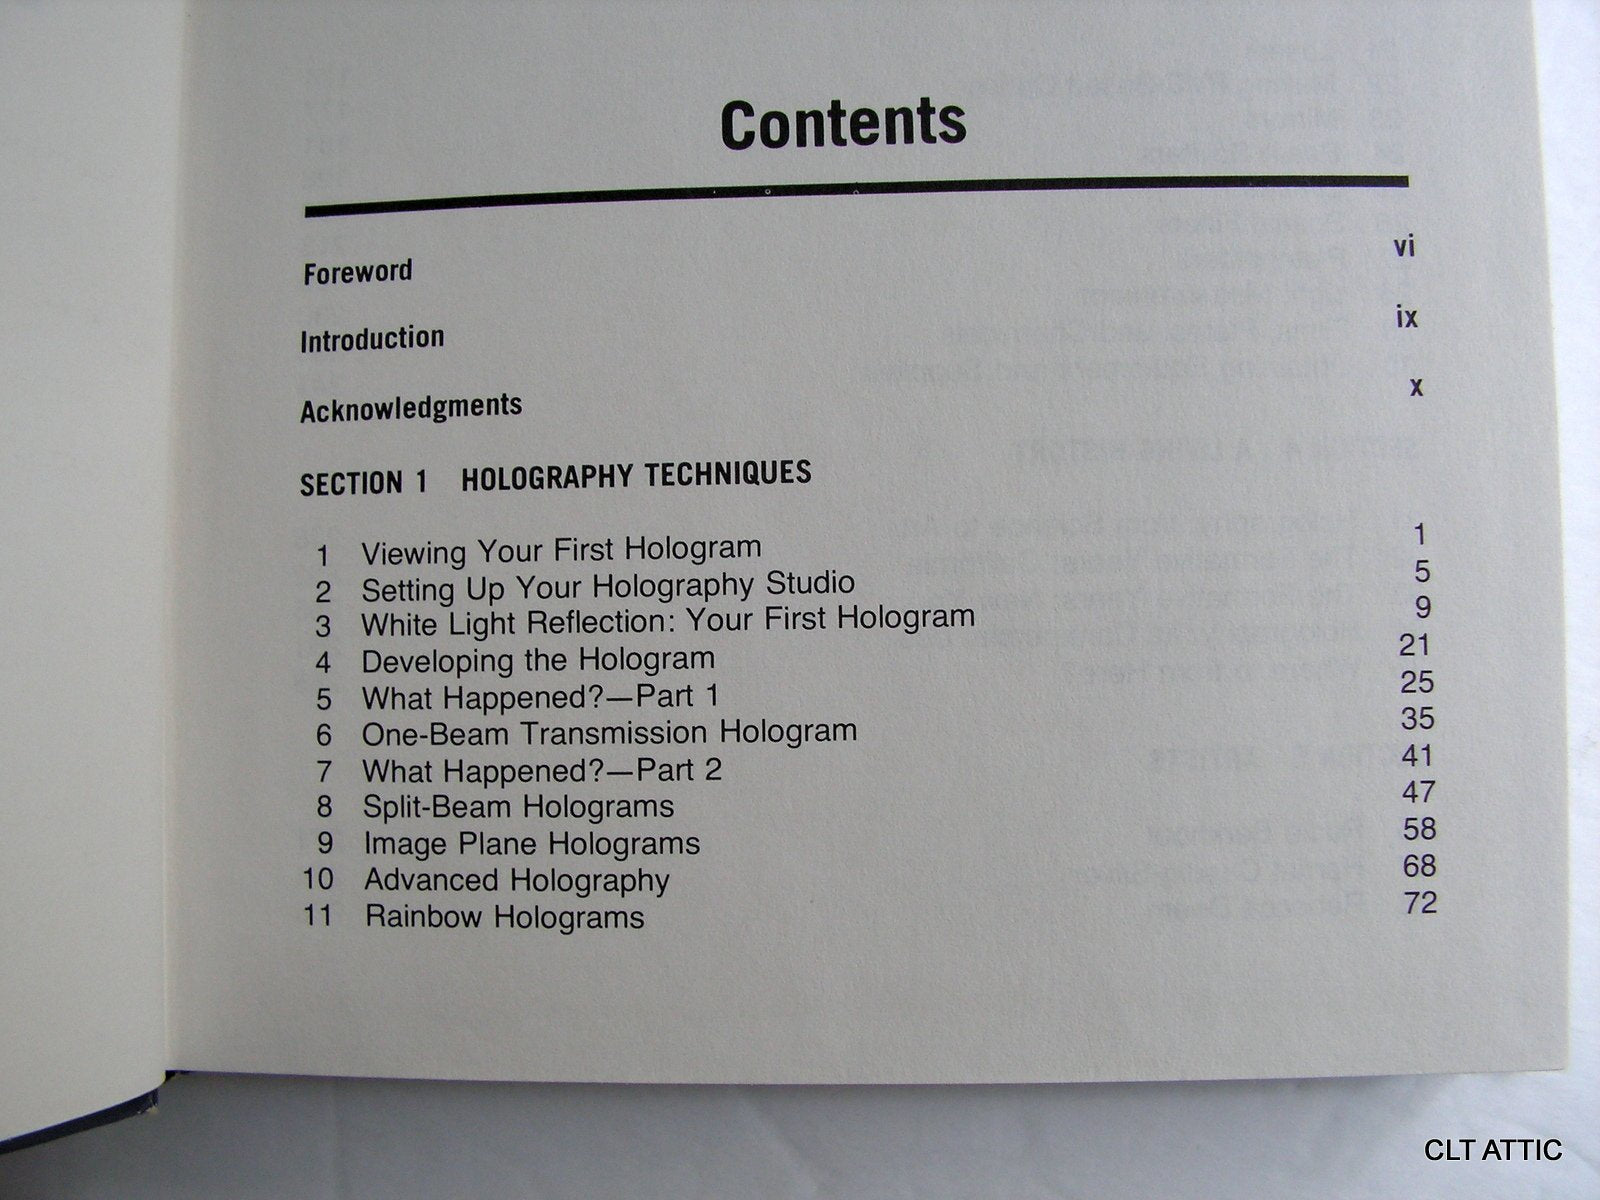 Contents
Foreword vi
Introduction ix
Acknowledgments x
SECTION 1 HOLOGRAPHY TECHNIQUES
1 Viewing Your First Hologram 1
2 Setting Up Your Holography Studio 5
3 White Light Reflection: Your First Hologram 9
4 Developing the Hologram 21
5 What Happened?—Part 1 25
6 One-Beam Transmission Hologram 35
7 What Happened?—Part 2 41
8 Split-Beam Holograms 47
9 Image Plane Holograms 58
10 Advanced Holography 68
11 Rainbow Holograms 72
CLT ATTIC